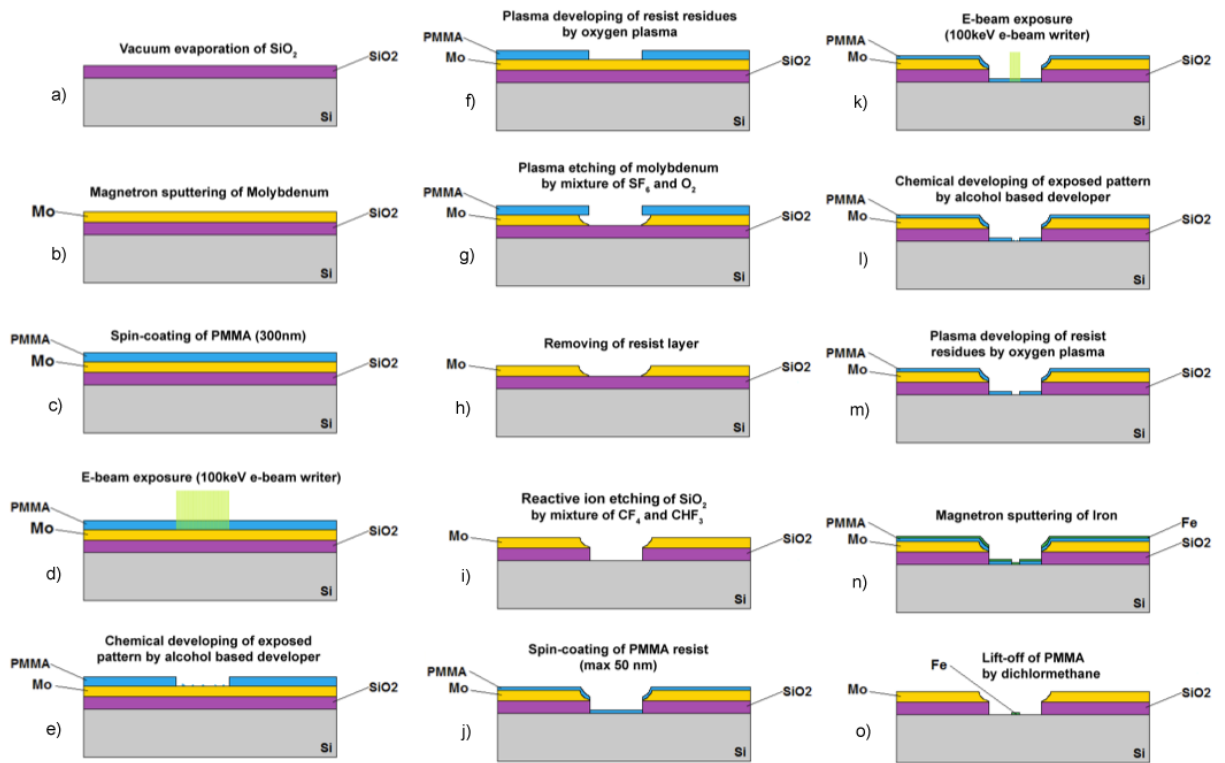 Vacuum evaporation of SiO₂
SiO2
a)
Si
Magnetron sputtering of Molybdenum
Mo
SiO2
b)
Si
Spin-coating of PMMA (300nm)
PMMA
Mo
SiO2
c)
Si
E-beam exposure (100keV e-beam writer)
PMMA
Mo
SiO2
d)
Si
Chemical developing of exposed
pattern by alcohol based developer
PMMA
Mo
SiO2
e)
Si
Plasma developing of resist residues
by oxygen plasma
PMMA
Mo
SiO2
f)
Si
Plasma etching of molybdenum
by mixture of SF₆ and O₂
PMMA
Mo
SiO2
g)
Si
Removing of resist layer
Mo
SiO2
h)
Si
Reactive ion etching of SiO₂
by mixture of CF₄ and CHF₃
Mo
SiO2
i)
Si
Spin-coating of PMMA resist
(max 50 nm)
PMMA
Mo
SiO2
j)
Si
E-beam exposure
(100keV e-beam writer)
PMMA
Mo
SiO2
k)
Si
Chemical developing of exposed pattern
by alcohol based developer
PMMA
Mo
SiO2
l)
Si
Plasma developing of resist
residues by oxygen plasma
PMMA
Mo
SiO2
m)
Si
Magnetron sputtering of Iron
Fe
PMMA
Mo
SiO2
n)
Si
Lift-off of PMMA
by dichlormethane
Fe
Mo
SiO2
o)
Si